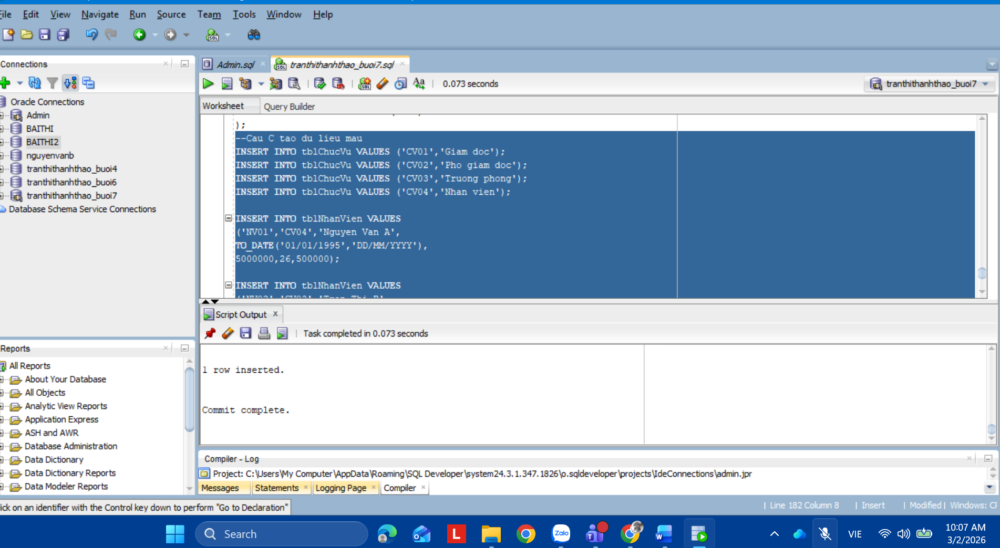 File Edit View Navigate Run Source Team Tools Window Help
Connections
Oracle Connections
Admin
BAITHI
BAITHI2
nguyenvanb
tranthithanhthao_buoi4
tranthithanhthao_buoi6
tranthithanhthao_buoi7
Database Schema Service Connections
Reports
All Reports
About Your Database
All Objects
Analytic View Reports
Application Express
ASH and AWR
Database Administration
Data Dictionary
Data Dictionary Reports
Data Modeler Reports
Admin.sql
tranthithanhthao_buoi7.sql
0.073 seconds
tranthithanhthao_buoi7
Worksheet Query Builder
);
--Cau C tao du lieu mau
INSERT INTO tblChucVu VALUES ('CV01','Giam doc');
INSERT INTO tblChucVu VALUES ('CV02','Pho giam doc');
INSERT INTO tblChucVu VALUES ('CV03','Truong phong');
INSERT INTO tblChucVu VALUES ('CV04','Nhan vien');
INSERT INTO tblNhanVien VALUES
('NV01','CV04','Nguyen Van A',
TO_DATE('01/01/1995','DD/MM/YYYY'),
5000000,26,500000);
INSERT INTO tblNhanVien VALUES
Script Output
Task completed in 0.073 seconds
1 row inserted.
Commit complete.
Compiler - Log
Project: C:\Users\My Computer\AppData\Roaming\SQL Developer\system24.3.1.347.1826\o.sqldeveloper\projects\IdeConnections\admin.jpr
Messages Statements Logging Page Compiler
lick on an identifier with the Control key down to perform "Go to Declaration"
Line 182 Column 8 | Insert | Modified | Windows:
Search
L
Zalo
VIE
10:07 AM
3/2/2026